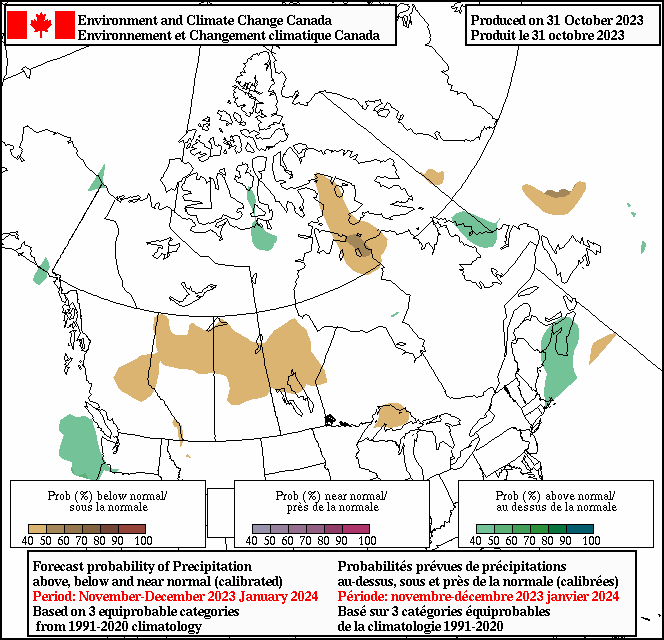 Environment and Climate Change Canada
Environnement et Changement climatique Canada
Produced on 31 October 2023
Produit le 31 octobre 2023
Prob (%) below normal/
sous la normale
40 50 60 70 80 90 100
Prob (%) near normal/
près de la normale
40 50 60 70 80 90 100
Prob (%) above normal/
au dessus de la normale
40 50 60 70 80 90 100
Forecast probability of Precipitation
above, below and near normal (calibrated)
Period: November-December 2023 January 2024
Based on 3 equiprobable categories
from 1991-2020 climatology
Probabilités prévues de précipitations
au-dessus, sous et près de la normale (calibrées)
Période: novembre-décembre 2023 janvier 2024
Basé sur 3 catégories équiprobables
de la climatologie 1991-2020